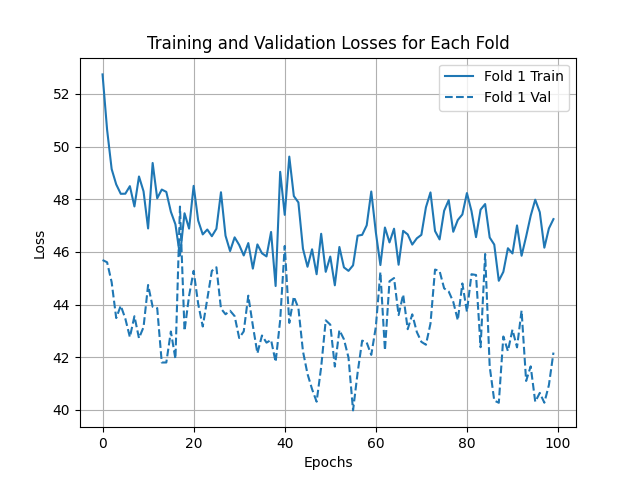 Training and Validation Losses for Each Fold
Fold 1 Train
Fold 1 Val
Loss
52
50
48
46
44
42
40
0 20 40 60 80 100
Epochs